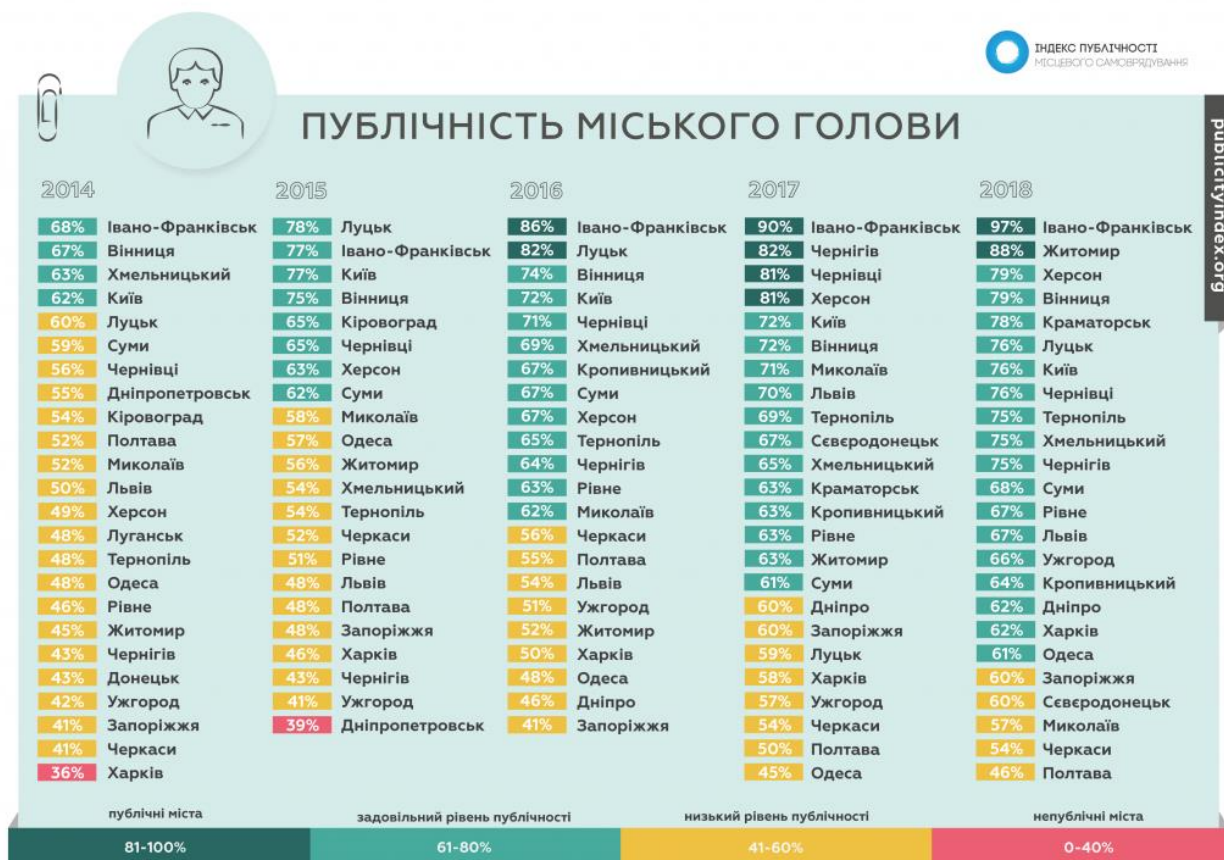 ІНДЕКС ПУБЛІЧНОСТІ
МІСЦЕВОГО САМОВРЯДУВАННЯ
ПУБЛІЧНІСТЬ МІСЬКОГО ГОЛОВИ
publicityindex.org
2014
68% Івано-Франківськ
67% Вінниця
63% Хмельницький
62% Київ
60% Луцьк
59% Суми
56% Чернівці
55% Дніпропетровськ
54% Кіровоград
52% Полтава
52% Миколаїв
50% Львів
49% Херсон
48% Луганськ
48% Тернопіль
48% Одеса
46% Рівне
45% Житомир
43% Чернігів
43% Донецьк
42% Ужгород
41% Запоріжжя
41% Черкаси
36% Харків
2015
78% Луцьк
77% Івано-Франківськ
77% Київ
75% Вінниця
65% Кіровоград
65% Чернівці
63% Херсон
62% Суми
58% Миколаїв
57% Одеса
56% Житомир
54% Хмельницький
54% Тернопіль
52% Черкаси
51% Рівне
48% Львів
48% Полтава
48% Запоріжжя
46% Харків
43% Чернігів
41% Ужгород
39% Дніпропетровськ
2016
86% Івано-Франківськ
82% Луцьк
74% Вінниця
72% Київ
71% Чернівці
69% Хмельницький
67% Кропивницький
67% Суми
67% Херсон
65% Тернопіль
64% Чернігів
63% Рівне
62% Миколаїв
56% Черкаси
55% Полтава
54% Львів
51% Ужгород
52% Житомир
50% Харків
48% Одеса
46% Дніпро
41% Запоріжжя
2017
90% Івано-Франківськ
82% Чернігів
81% Чернівці
81% Херсон
72% Київ
72% Вінниця
71% Миколаїв
70% Львів
69% Тернопіль
67% Сєвєродонецьк
65% Хмельницький
63% Краматорськ
63% Кропивницький
63% Рівне
63% Житомир
61% Суми
60% Дніпро
60% Запоріжжя
59% Луцьк
58% Харків
57% Ужгород
54% Черкаси
50% Полтава
45% Одеса
2018
97% Івано-Франківськ
88% Житомир
79% Херсон
79% Вінниця
78% Краматорськ
76% Луцьк
76% Київ
76% Чернівці
75% Тернопіль
75% Хмельницький
75% Чернігів
68% Суми
67% Рівне
67% Львів
66% Ужгород
64% Кропивницький
62% Дніпро
62% Харків
61% Одеса
60% Запоріжжя
60% Сєвєродонецьк
57% Миколаїв
54% Черкаси
46% Полтава
публічні міста
81-100%
задовільний рівень публічності
61-80%
низький рівень публічності
41-60%
непублічні міста
0-40%